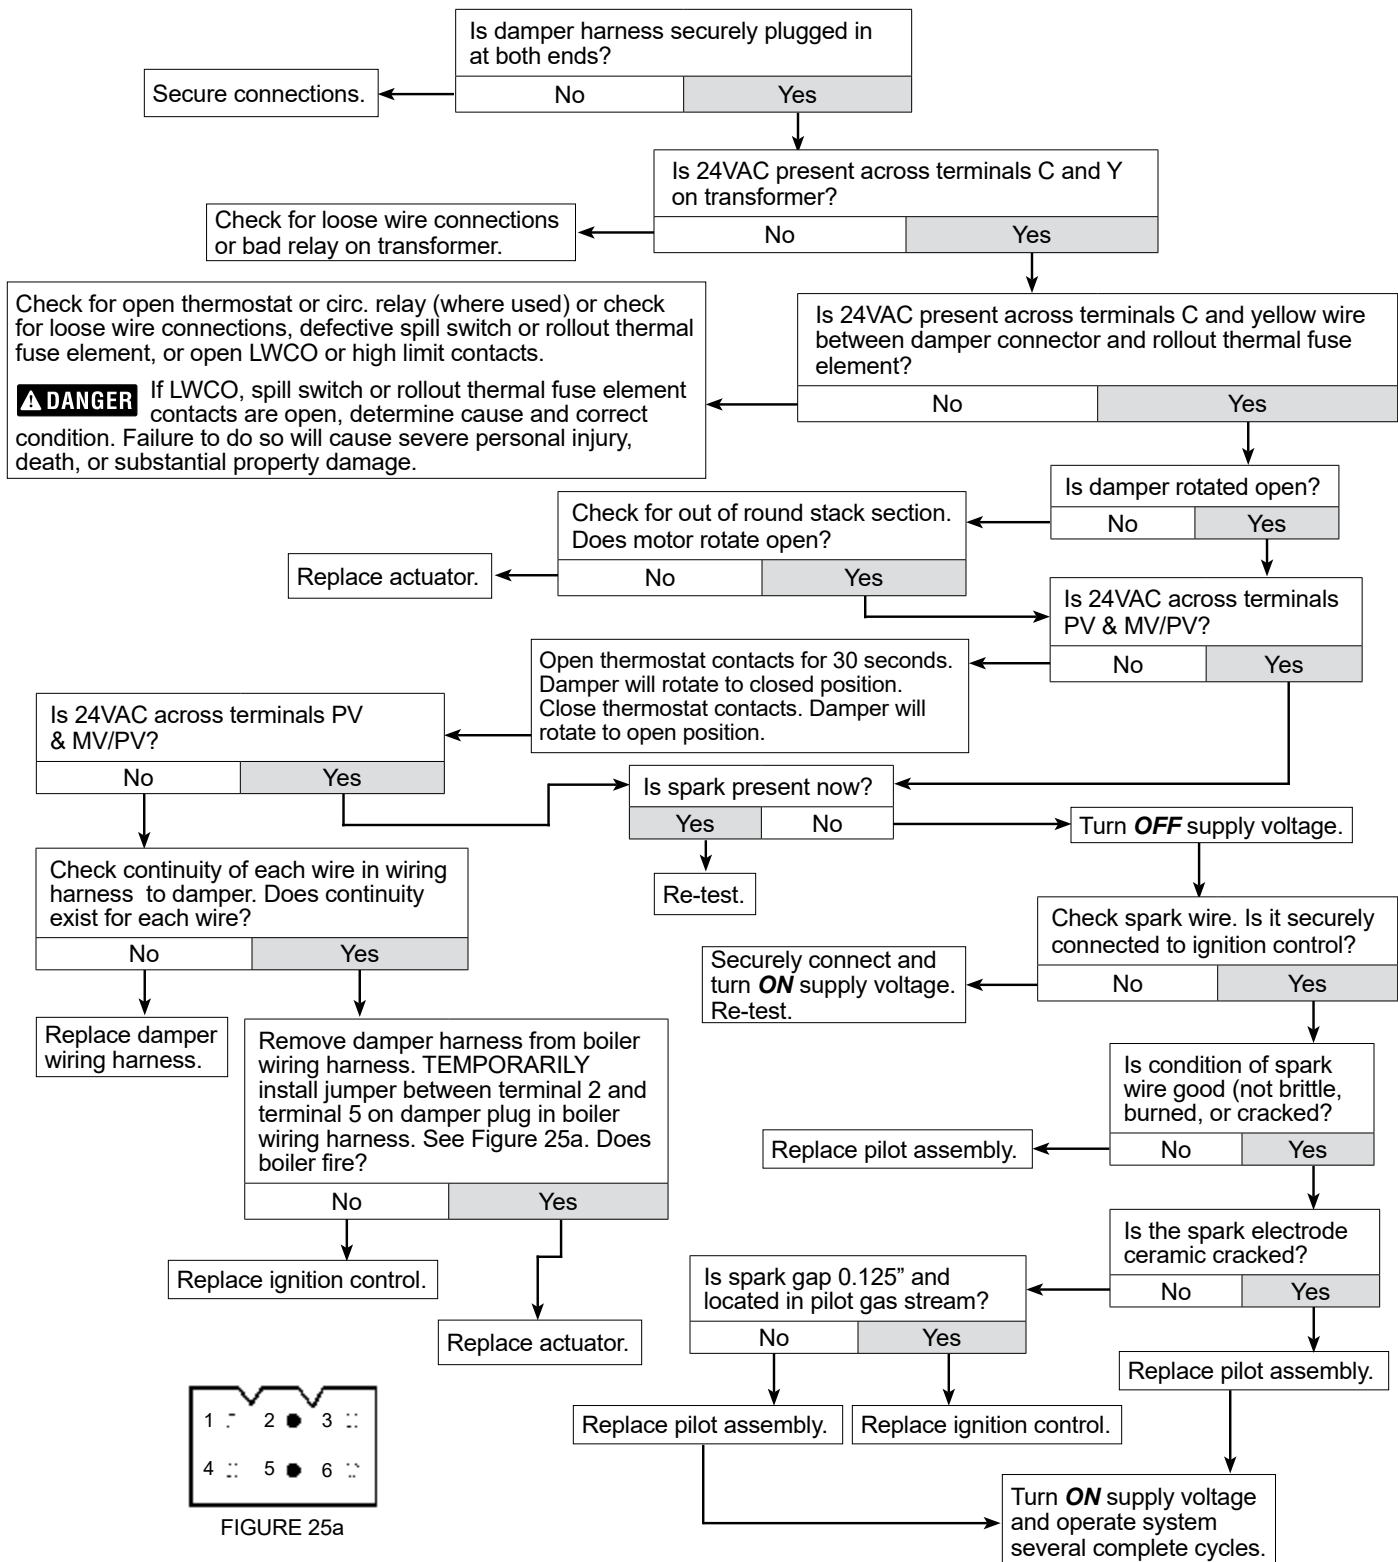 Is damper harness securely plugged in
at both ends?
No
Yes
Secure connections.
Is 24VAC present across terminals C and Y
on transformer?
No
Yes
Check for loose wire connections
or bad relay on transformer.
Is 24VAC present across terminals C and yellow wire
between damper connector and rollout thermal fuse
element?
No
Yes
Check for open thermostat or circ. relay (where used) or check
for loose wire connections, defective spill switch or rollout thermal
fuse element, or open LWCO or high limit contacts.
DANGER If LWCO, spill switch or rollout thermal fuse element
contacts are open, determine cause and correct
condition. Failure to do so will cause severe personal injury,
death, or substantial property damage.
Is damper rotated open?
No
Yes
Check for out of round stack section.
Does motor rotate open?
No
Yes
Replace actuator.
Is 24VAC across terminals
PV & MV/PV?
No
Yes
Open thermostat contacts for 30 seconds.
Damper will rotate to closed position.
Close thermostat contacts. Damper will
rotate to open position.
Is 24VAC across terminals PV
& MV/PV?
No
Yes
Is spark present now?
Yes
No
Re-test.
Turn OFF supply voltage.
Check continuity of each wire in wiring
harness to damper. Does continuity
exist for each wire?
No
Yes
Check spark wire. Is it securely
connected to ignition control?
No
Yes
Securely connect and
turn ON supply voltage.
Re-test.
Replace damper
wiring harness.
Remove damper harness from boiler
wiring harness. TEMPORARILY
install jumper between terminal 2 and
terminal 5 on damper plug in boiler
wiring harness. See Figure 25a. Does
boiler fire?
No
Yes
Is condition of spark
wire good (not brittle,
burned, or cracked?
No
Yes
Replace pilot assembly.
Is the spark electrode
ceramic cracked?
No
Yes
Replace ignition control.
Replace actuator.
Is spark gap 0.125” and
located in pilot gas stream?
No
Yes
Replace pilot assembly.
Replace pilot assembly.
Replace ignition control.
Turn ON supply voltage
and operate system
several complete cycles.
1 2 3
4 5 6
FIGURE 25a